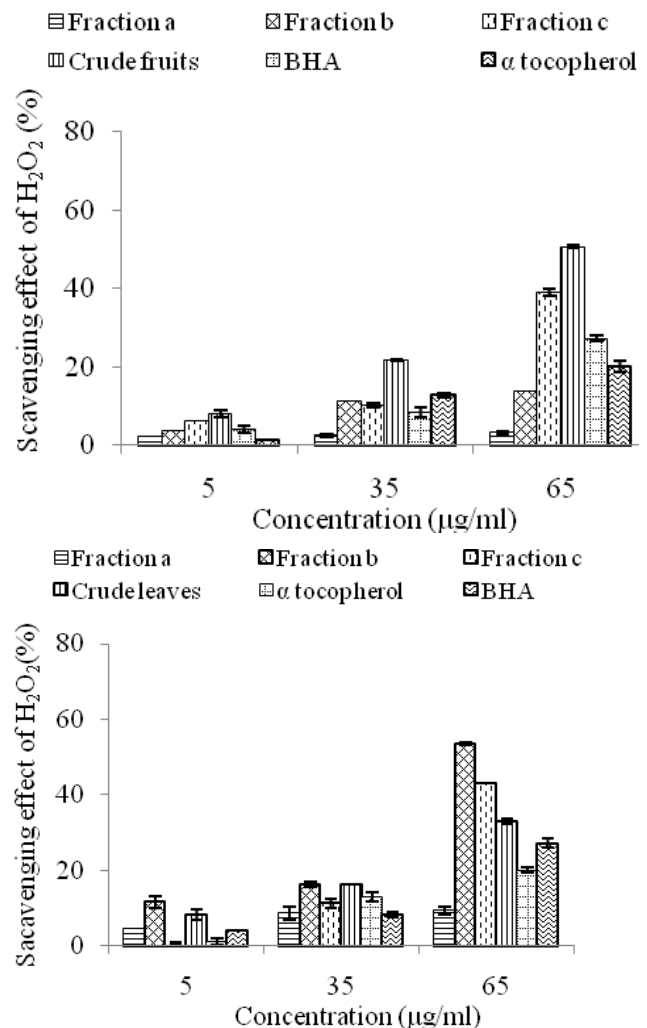 Fraction a Fraction b Fraction c
Crude fruits BHA α tocopherol
Scavenging effect of H₂O₂ (%)
80
60
40
20
0
5 35 65
Concentration (µg/ml)
Fraction a Fraction b Fraction c
Crude leaves α tocopherol BHA
Sacavenging effect of H₂O₂(%)
80
60
40
20
0
5 35 65
Concentration (µg/ml)